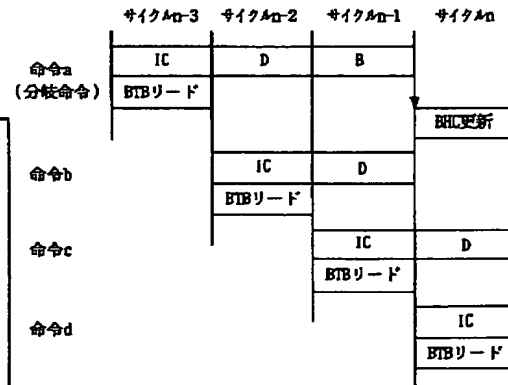 サイクルn-3 サイクルn-2 サイクルn-1 サイクルn
命令a IC D B
(分岐命令) BTBリード
BHC更新
命令b IC D
BTBリード
命令c IC D
BTBリード
命令d IC
BTBリード